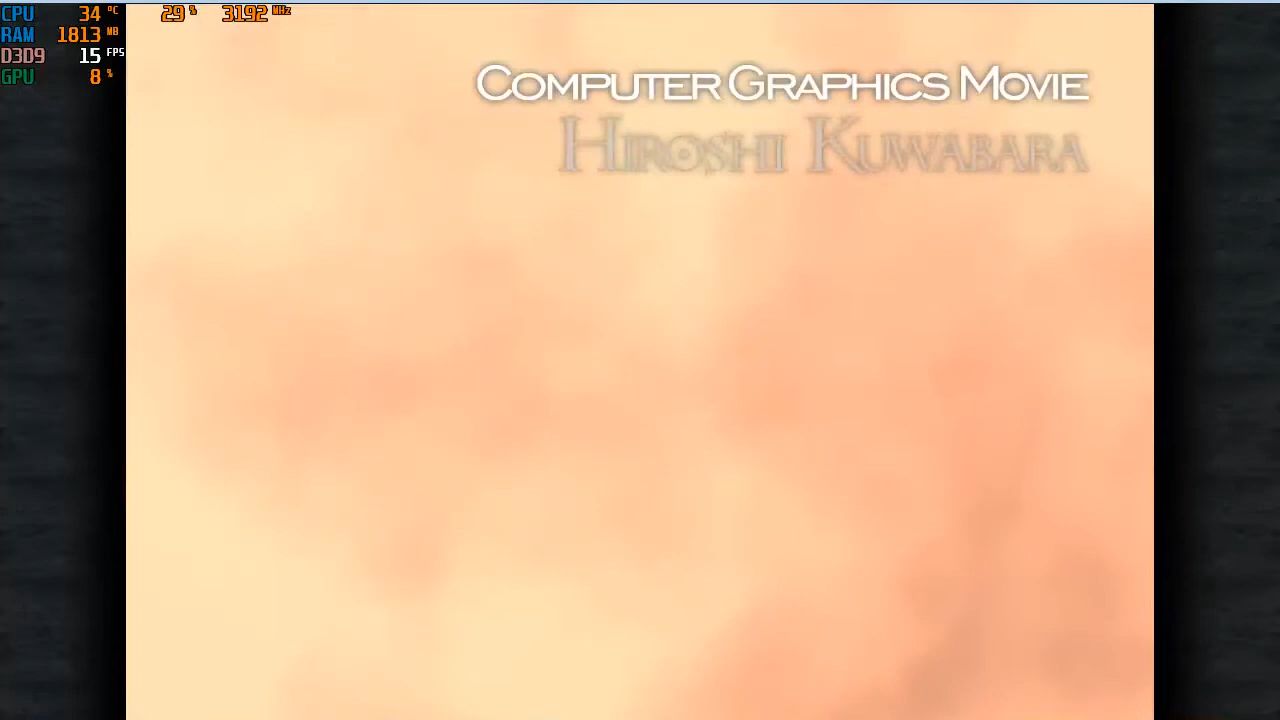 CPU 34 °C 29 % 3192 MHz
RAM 1813 MB
D3D9 15 FPS
GPU 8 %
COMPUTER GRAPHICS MOVIE
HIROSHI KUWABARA